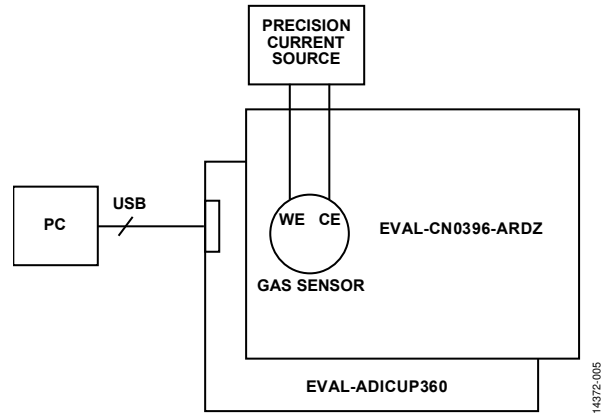 PRECISION
CURRENT
SOURCE
USB
PC
WE CE
EVAL-CN0396-ARDZ
GAS SENSOR
EVAL-ADICUP360
14372-005